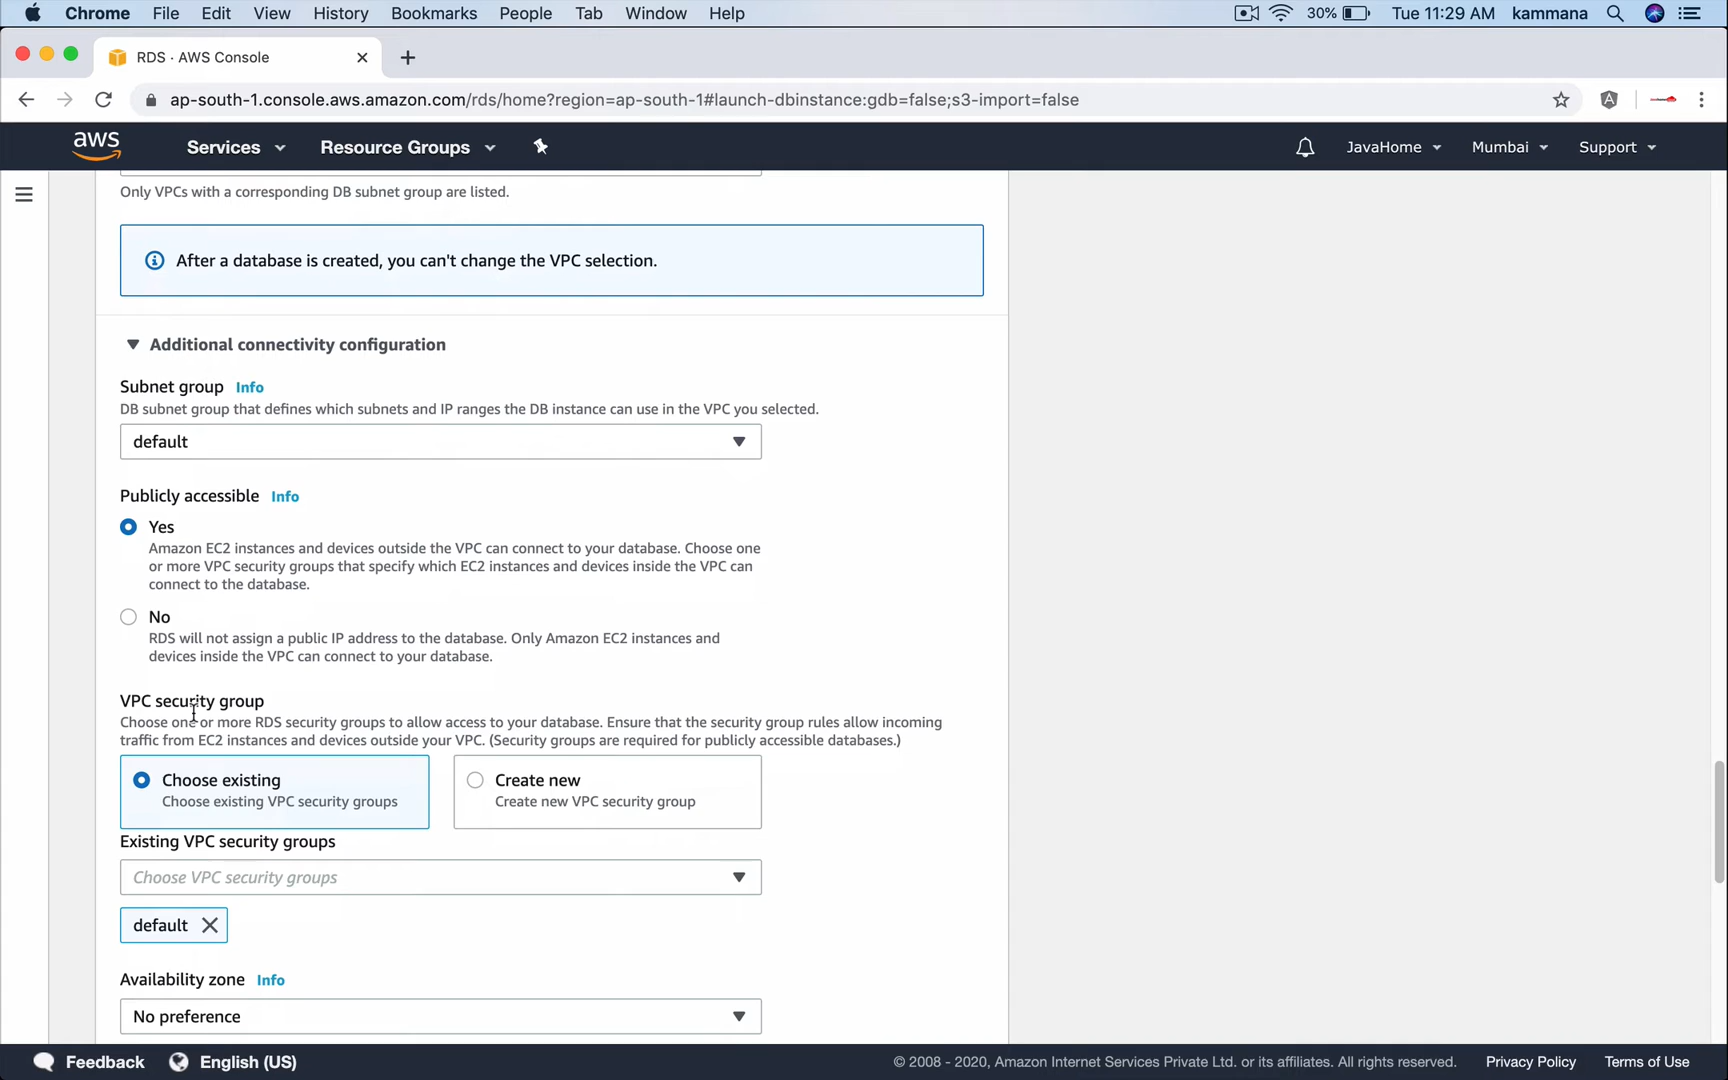 Chrome File Edit View History Bookmarks People Tab Window Help 30% Tue 11:29 AM kammana
RDS · AWS Console
ap-south-1.console.aws.amazon.com/rds/home?region=ap-south-1#launch-dbinstance:gdb=false;s3-import=false
aws Services Resource Groups JavaHome Mumbai Support
Only VPCs with a corresponding DB subnet group are listed.
After a database is created, you can't change the VPC selection.
Additional connectivity configuration
Subnet group Info
DB subnet group that defines which subnets and IP ranges the DB instance can use in the VPC you selected.
default
Publicly accessible Info
Yes
Amazon EC2 instances and devices outside the VPC can connect to your database. Choose one
or more VPC security groups that specify which EC2 instances and devices inside the VPC can
connect to the database.
No
RDS will not assign a public IP address to the database. Only Amazon EC2 instances and
devices inside the VPC can connect to your database.
VPC security group
Choose one or more RDS security groups to allow access to your database. Ensure that the security group rules allow incoming
traffic from EC2 instances and devices outside your VPC. (Security groups are required for publicly accessible databases.)
Choose existing
Choose existing VPC security groups
Create new
Create new VPC security group
Existing VPC security groups
Choose VPC security groups
default
Availability zone Info
No preference
Feedback English (US) © 2008 - 2020, Amazon Internet Services Private Ltd. or its affiliates. All rights reserved. Privacy Policy Terms of Use